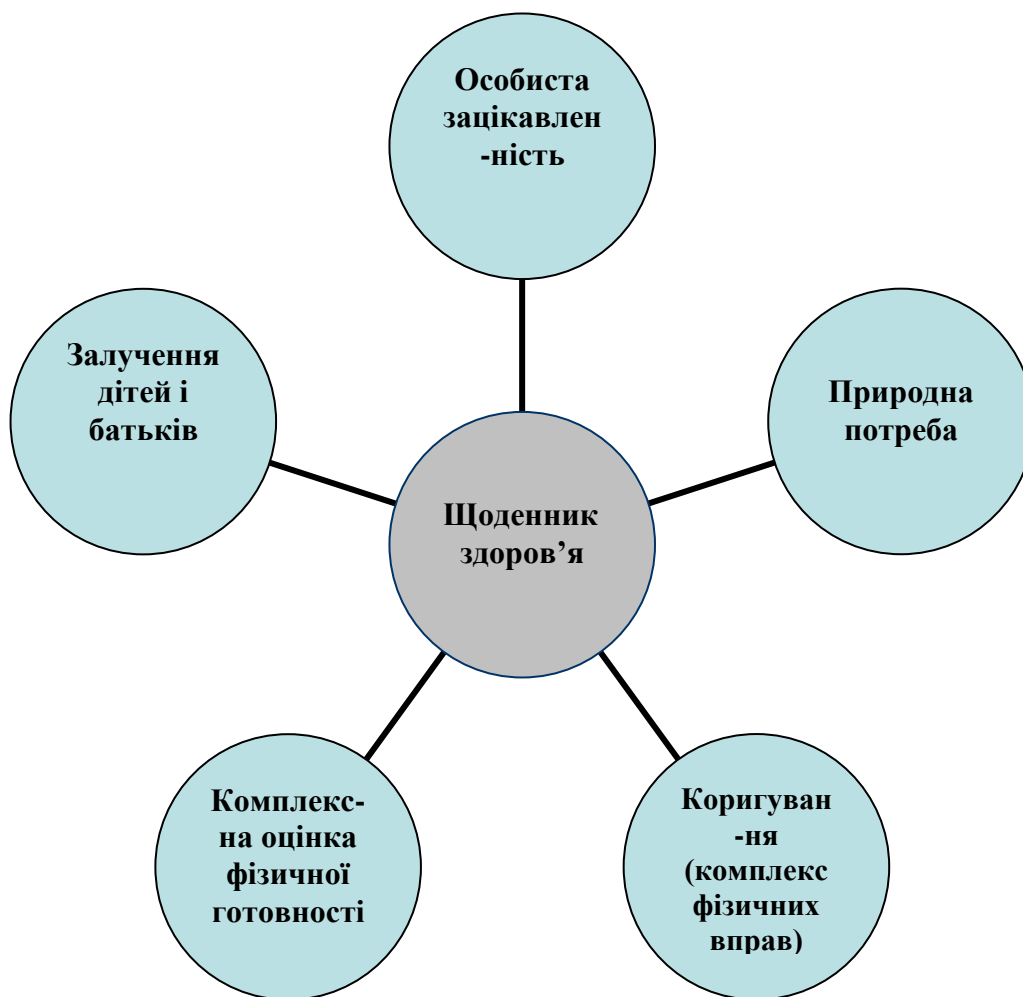 Особиста
зацікавлен
-ність
Залучення
дітей і
батьків
Природна
потреба
Щоденник
здоров’я
Комплекс-
на оцінка
фізичної
готовності
Коригуван
-ня
(комплекс
фізичних
вправ)